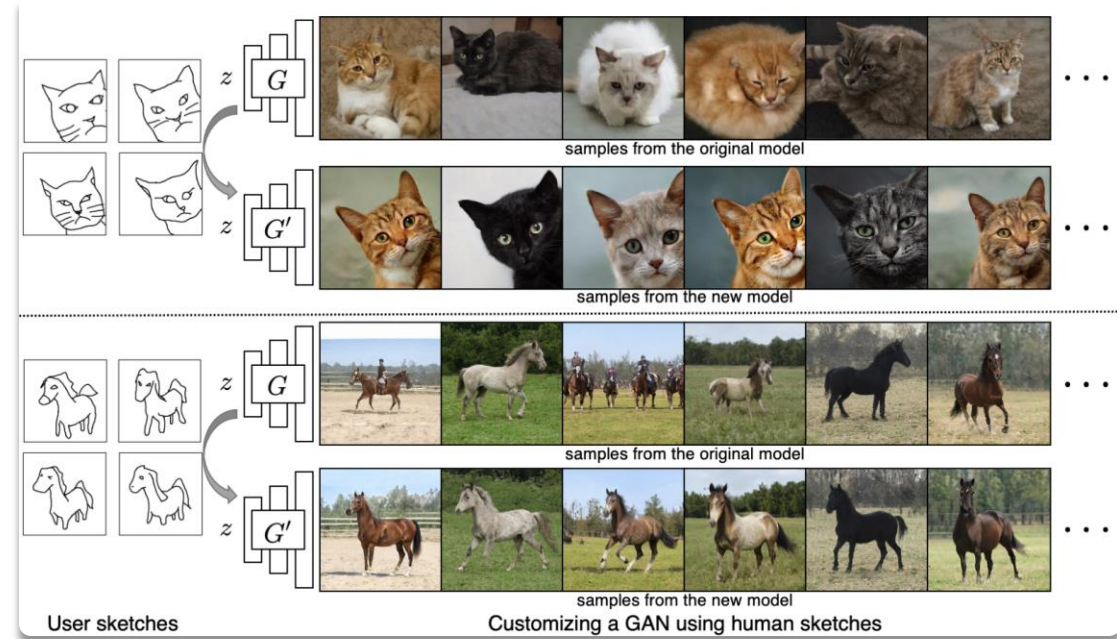 z G
samples from the original model
z G′
samples from the new model
z G
samples from the original model
z G′
samples from the new model
User sketches
Customizing a GAN using human sketches